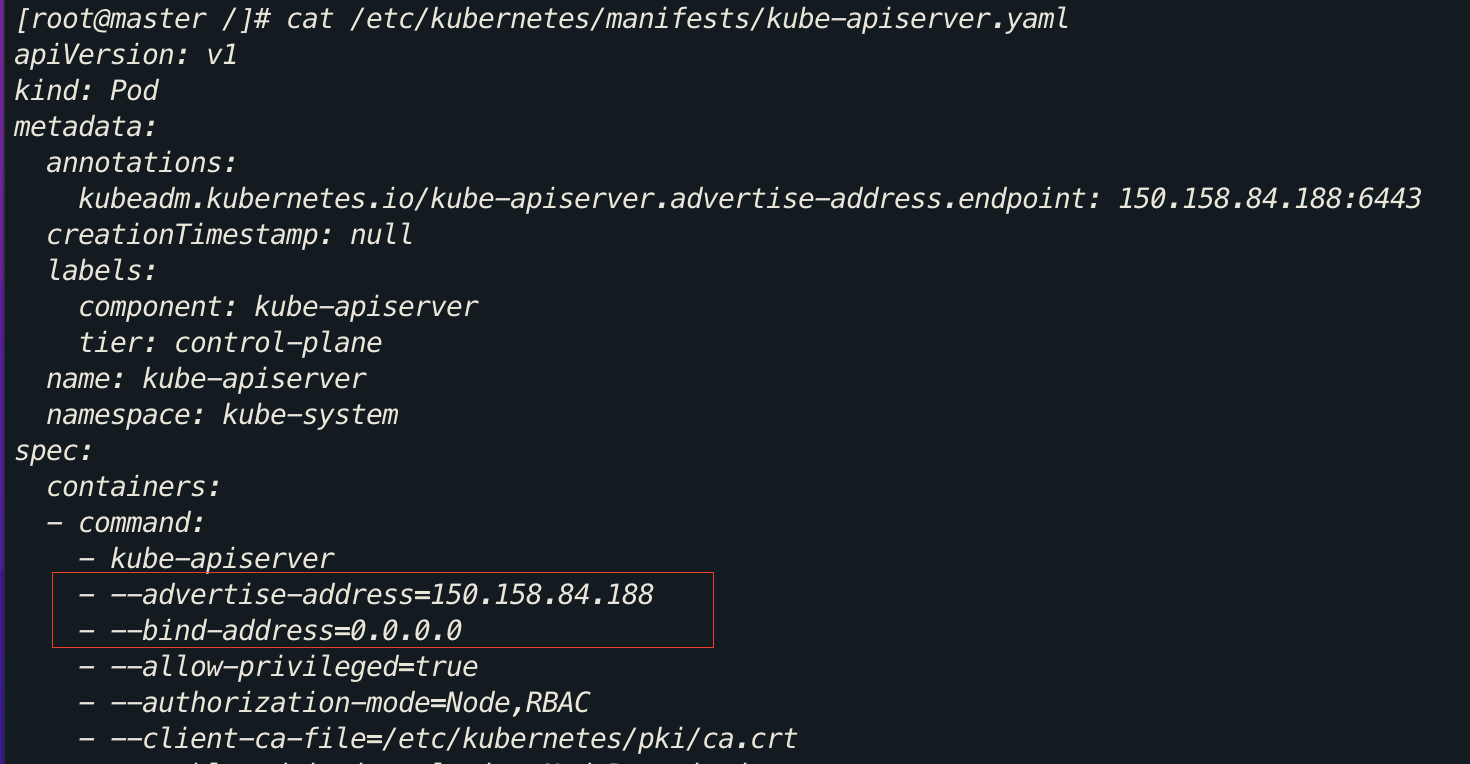 [root@master /]# cat /etc/kubernetes/manifests/kube-apiserver.yaml
apiVersion: v1
kind: Pod
metadata:
  annotations:
    kubeadm.kubernetes.io/kube-apiserver.advertise-address.endpoint: 150.158.84.188:6443
  creationTimestamp: null
  labels:
    component: kube-apiserver
    tier: control-plane
  name: kube-apiserver
  namespace: kube-system
spec:
  containers:
  - command:
    - kube-apiserver
    - --advertise-address=150.158.84.188
    - --bind-address=0.0.0.0
    - --allow-privileged=true
    - --authorization-mode=Node,RBAC
    - --client-ca-file=/etc/kubernetes/pki/ca.crt